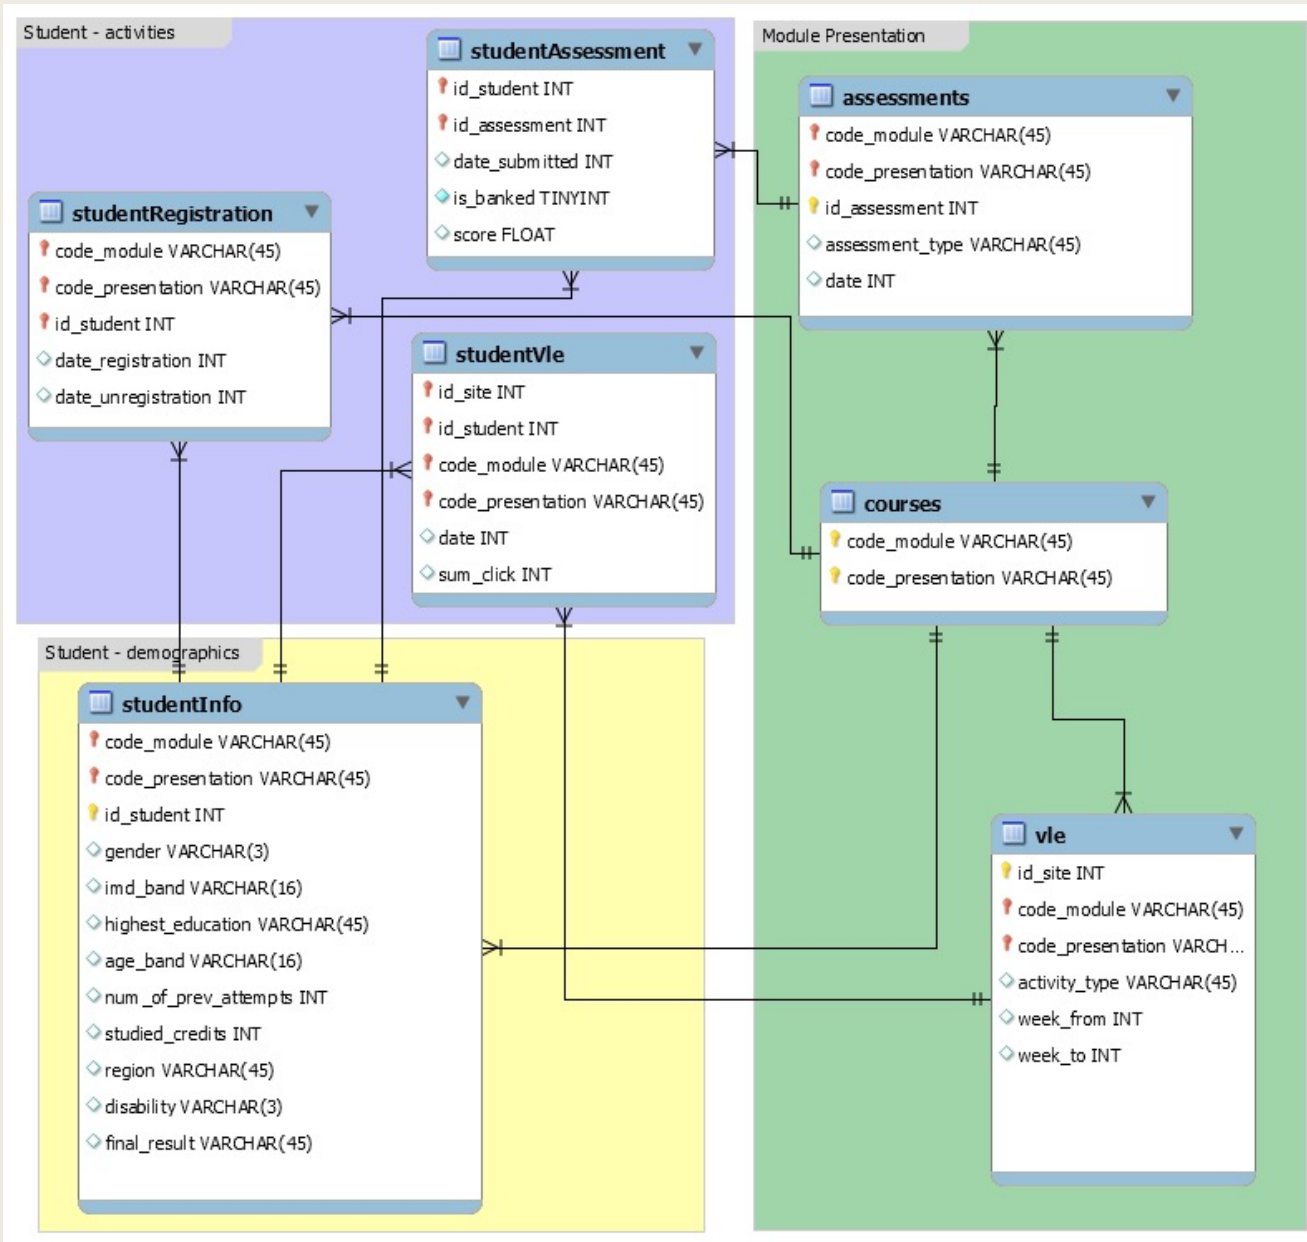 Student - activities
studentAssessment
id_student INT
id_assessment INT
date_submitted INT
is_banked TINYINT
score FLOAT
studentRegistration
code_module VARCHAR(45)
code_presentation VARCHAR(45)
id_student INT
date_registration INT
date_unregistration INT
studentVle
id_site INT
id_student INT
code_module VARCHAR(45)
code_presentation VARCHAR(45)
date INT
sum_click INT
Student - demographics
studentInfo
code_module VARCHAR(45)
code_presentation VARCHAR(45)
id_student INT
gender VARCHAR(3)
imd_band VARCHAR(16)
highest_education VARCHAR(45)
age_band VARCHAR(16)
num_of_prev_attempts INT
studied_credits INT
region VARCHAR(45)
disability VARCHAR(3)
final_result VARCHAR(45)
Module Presentation
assessments
code_module VARCHAR(45)
code_presentation VARCHAR(45)
id_assessment INT
assessment_type VARCHAR(45)
date INT
courses
code_module VARCHAR(45)
code_presentation VARCHAR(45)
vle
id_site INT
code_module VARCHAR(45)
code_presentation VARCH...
activity_type VARCHAR(45)
week_from INT
week_to INT